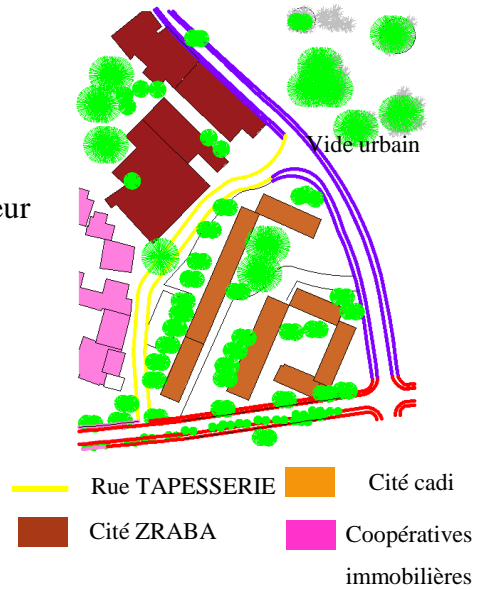 Vide urbain
eur
Rue TAPESSERIE
Cité cadi
Cité ZRABA
Coopératives
immobilières